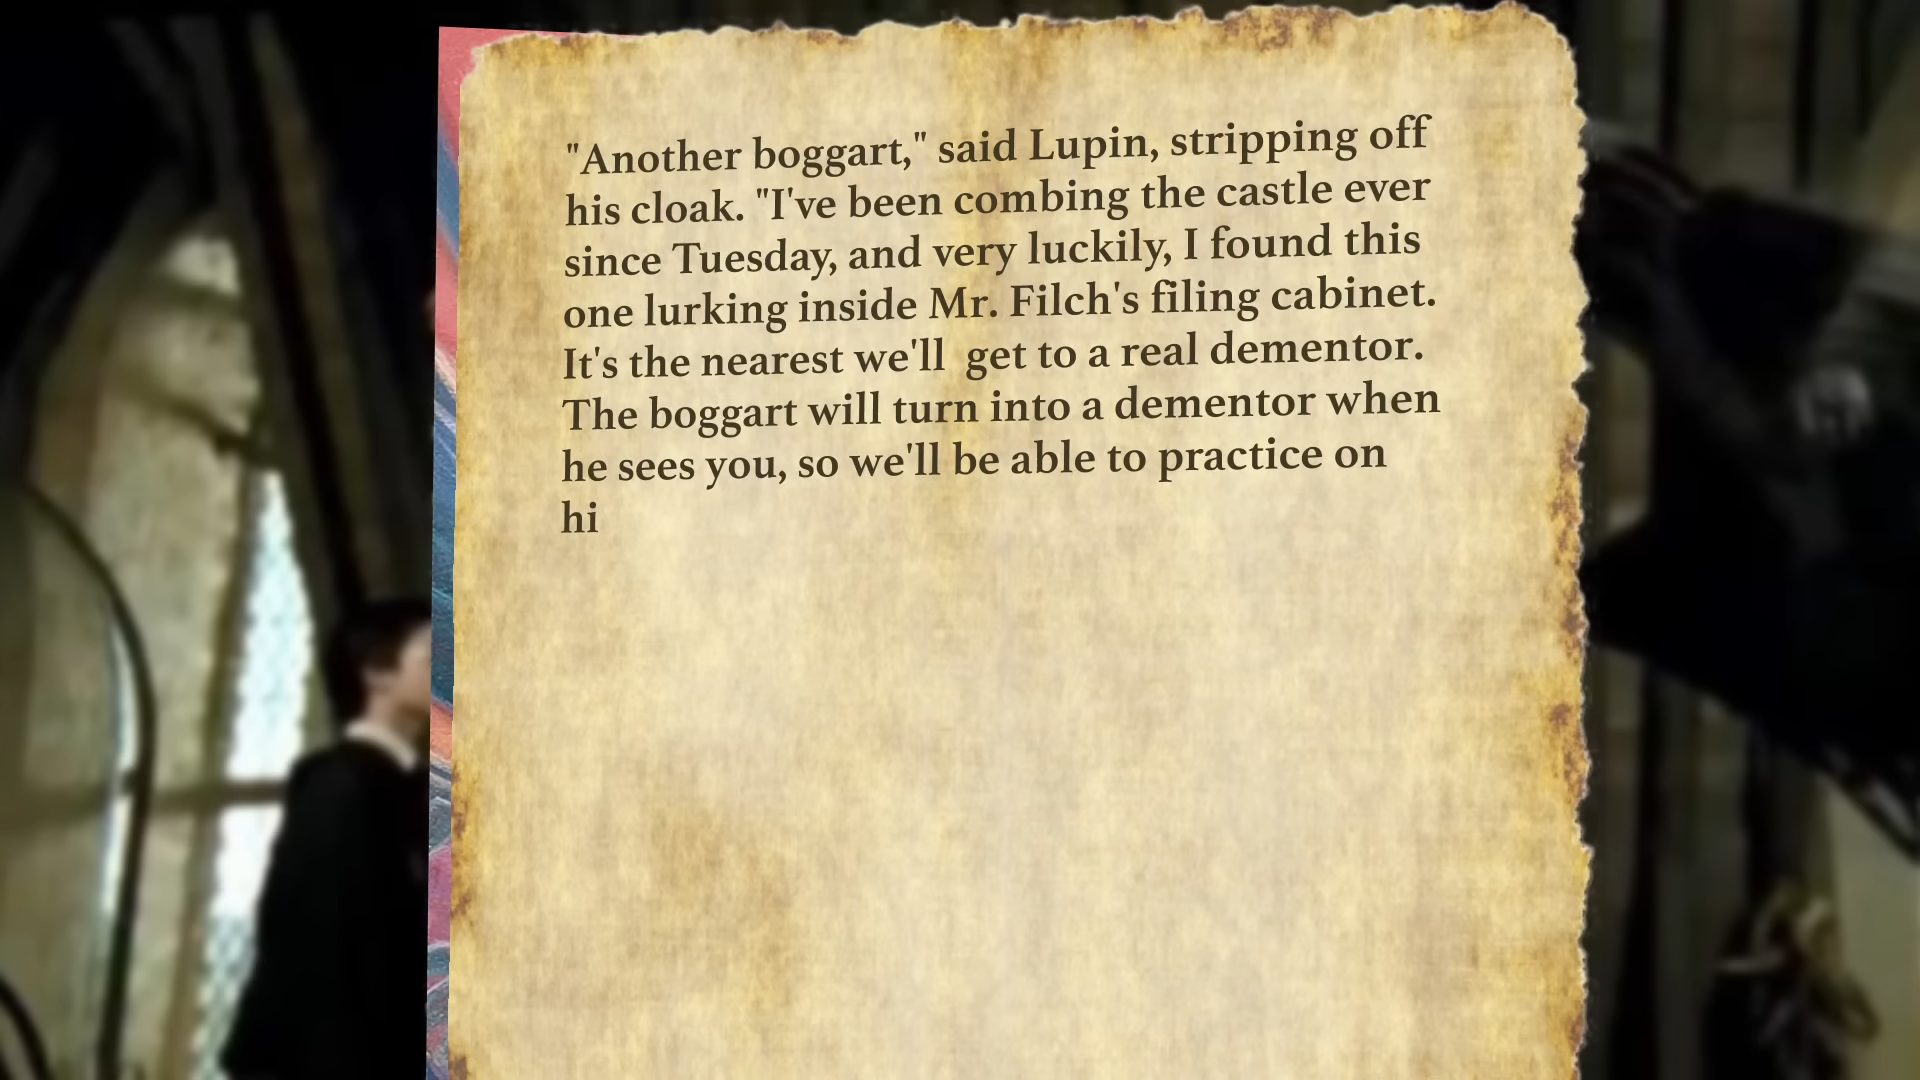 "Another boggart," said Lupin, stripping off
his cloak. "I've been combing the castle ever
since Tuesday, and very luckily, I found this
one lurking inside Mr. Filch's filing cabinet.
It's the nearest we'll  get to a real dementor.
The boggart will turn into a dementor when
he sees you, so we'll be able to practice on
hi